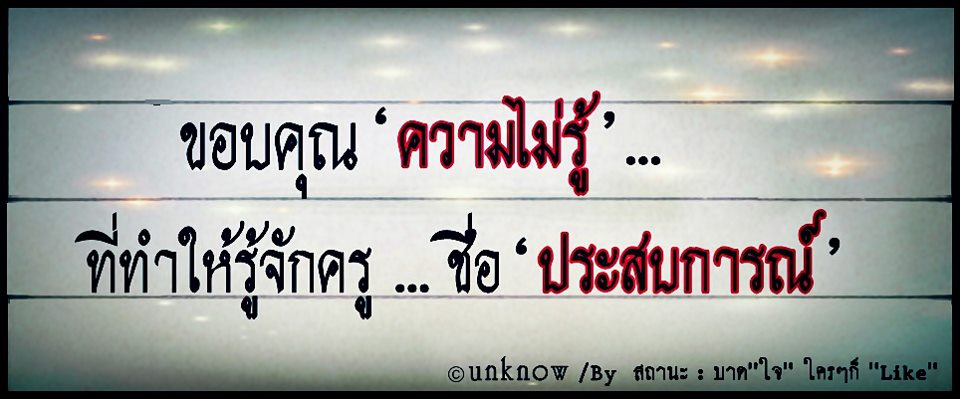 ขอบคุณ ‘ความไม่รู้’ ...
ที่ทำให้รู้จักครู ... ชื่อ ‘ประสบการณ์’
©unknow /By สถานะ : บาด"ใจ" ใครๆก็ "Like"